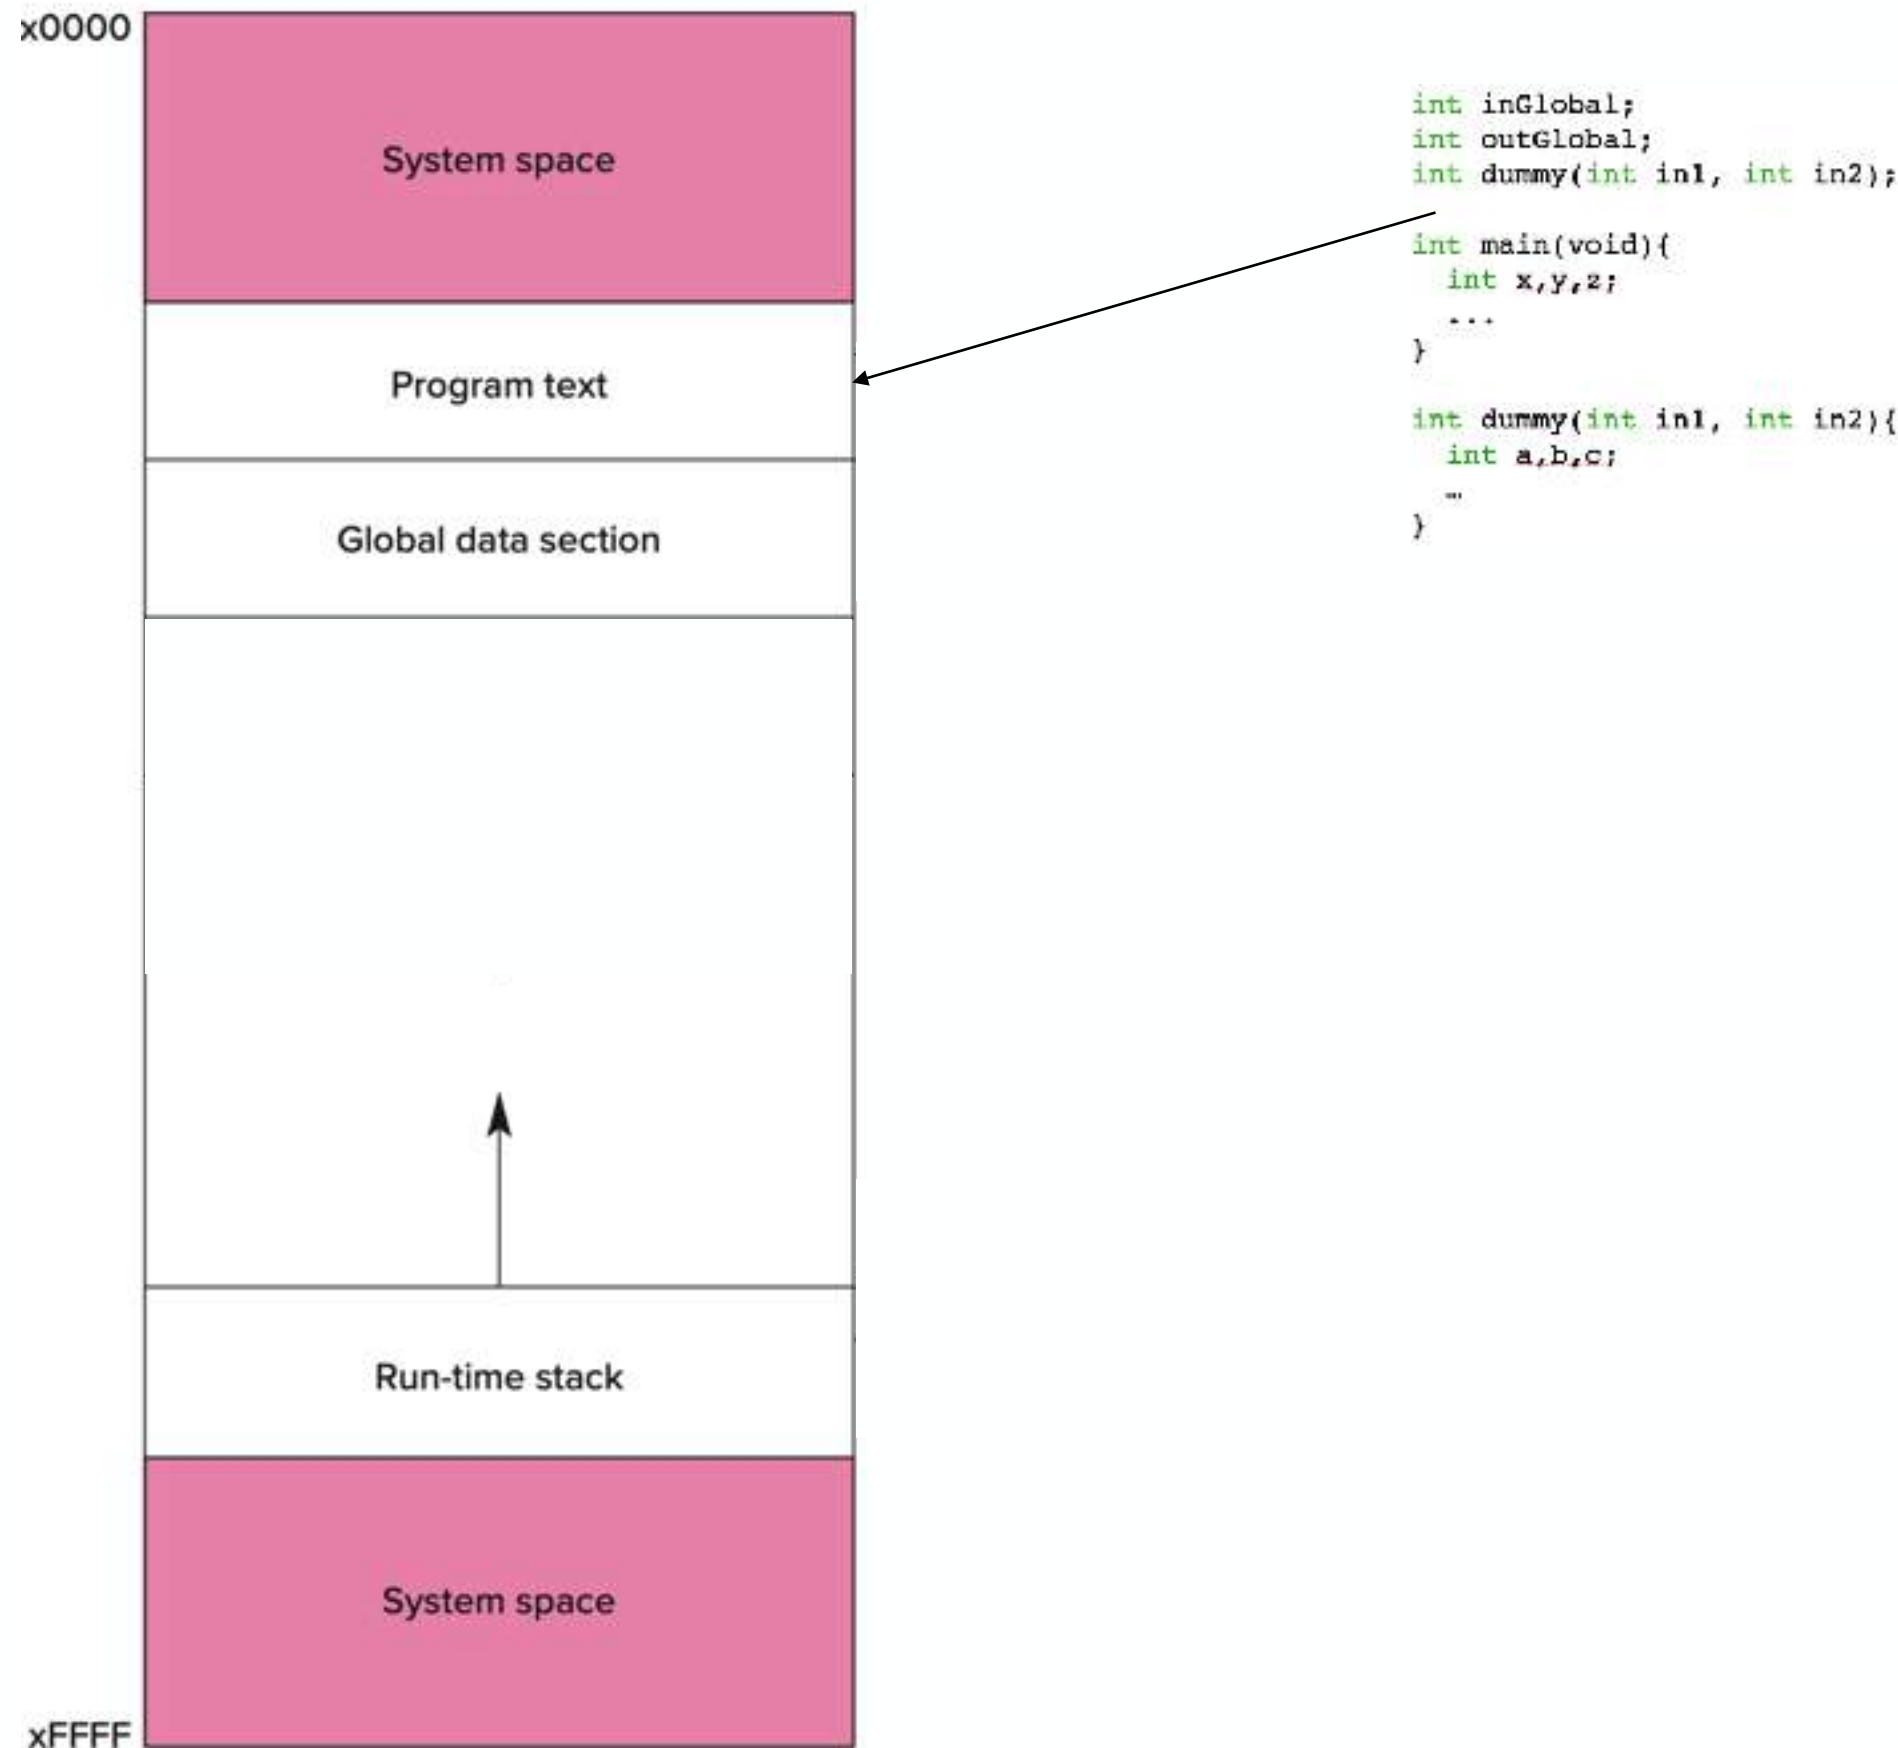 x0000
System space
Program text
Global data section
Run-time stack
System space
xFFFF
int inGlobal;
int outGlobal;
int dummy(int in1, int in2);
int main(void){
int x,y,z;
...
}
int dummy(int in1, int in2){
int a,b,c;
…
}